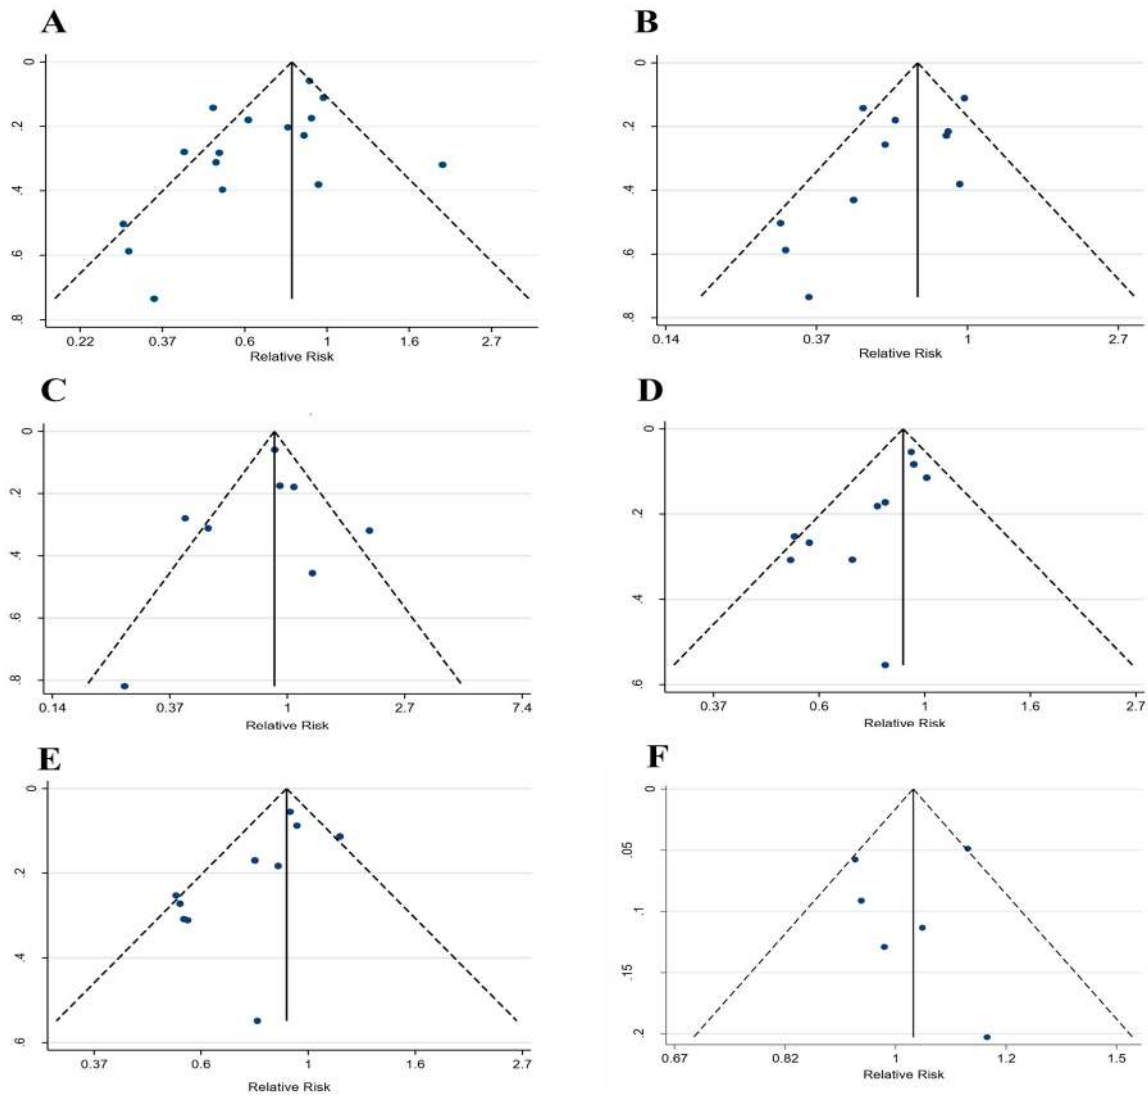 A
0
.2
.4
.6
.8
0.22 0.37 0.6 1 1.6 2.7
Relative Risk
B
0
.2
.4
.6
.8
0.14 0.37 1 2.7
Relative Risk
C
0
.2
.4
.6
.8
0.14 0.37 1 2.7 7.4
Relative Risk
D
0
.2
.4
.6
0.37 0.6 1 1.6 2.7
Relative Risk
E
0
.2
.4
.6
0.37 0.6 1 1.6 2.7
Relative Risk
F
0
.05
.1
.15
.2
0.67 0.82 1 1.2 1.5
Relative Risk